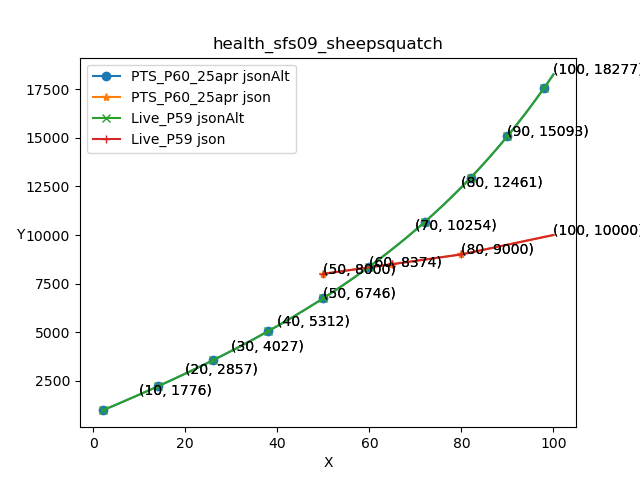 health_sfs09_sheepsquatch
PTS_P60_25apr jsonAlt
PTS_P60_25apr json
Live_P59 jsonAlt
Live_P59 json
(100, 18277)
(90, 15093)
(80, 12461)
(70, 10254)
(100, 10000)
(80, 9000)
(60, 8374)
(50, 8000)
(50, 6746)
(40, 5312)
(30, 4027)
(20, 2857)
(10, 1776)
17500
15000
12500
10000
7500
5000
2500
Y
0 20 40 60 80 100
X